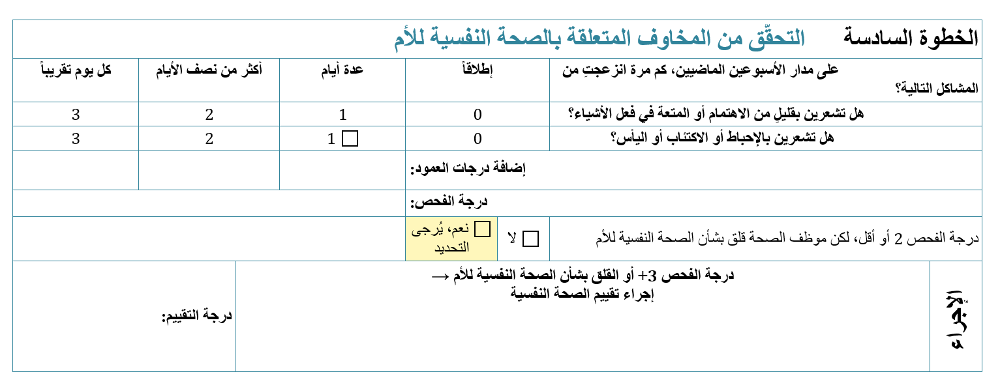 الخطوة السادسة التحقّق من المخاوف المتعلقة بالصحة النفسية للأم
على مدار الأسبوعين الماضيين، كم مرة انزعجتِ من
المشاكل التالية؟
إطلاقاً
عدة أيام
أكثر من نصف الأيام
كل يوم تقريباً
هل تشعرين بقليلِ من الاهتمام أو المتعة في فعل الأشياء؟
0
1
2
3
هل تشعرين بالإحباط أو الاكتئاب أو اليأس؟
0
1
2
3
إضافة درجات العمود:
درجة الفحص:
درجة الفحص 2 أو أقل، لكن موظف الصحة قلق بشأن الصحة النفسية للأم
لا
نعم، يُرجى
التحديد
الإجراء
درجة الفحص 3+ أو القلق بشأن الصحة النفسية للأم →
إجراء تقييم الصحة النفسية
درجة التقييم: